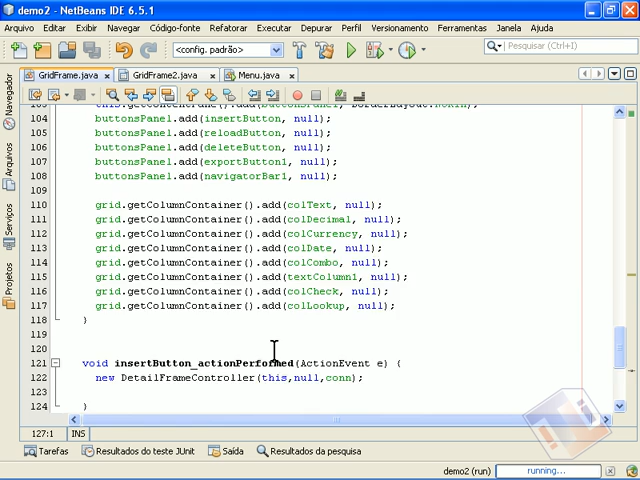 demo2 - NetBeans IDE 6.5.1
Arquivo Editar Exibir Navegar Código-fonte Refatorar Executar Depurar Perfil Versionamento Ferramentas Janela Ajuda
<config. padrão> Pesquisar (Ctrl+I)
GridFrame.java GridFrame2.java Menu.java
Navegador
Arquivos
Serviços
Projetos
104 buttonsPanel.add(insertButton, null);
105 buttonsPanel.add(reloadButton, null);
106 buttonsPanel.add(deleteButton, null);
107 buttonsPanel.add(exportButton1, null);
108 buttonsPanel.add(navigatorBar1, null);
109
110 grid.getColumnContainer().add(colText, null);
111 grid.getColumnContainer().add(colDecimal, null);
112 grid.getColumnContainer().add(colCurrency, null);
113 grid.getColumnContainer().add(colDate, null);
114 grid.getColumnContainer().add(colCombo, null);
115 grid.getColumnContainer().add(textColumn1, null);
116 grid.getColumnContainer().add(colCheck, null);
117 grid.getColumnContainer().add(colLookup, null);
118 }
119
120
121 void insertButton_actionPerformed(ActionEvent e) {
122 new DetailFrameController(this,null,conn);
123
124 }
127:1 INS
Tarefas Resultados do teste JUnit Saída Resultados da pesquisa
demo2 (run) running...